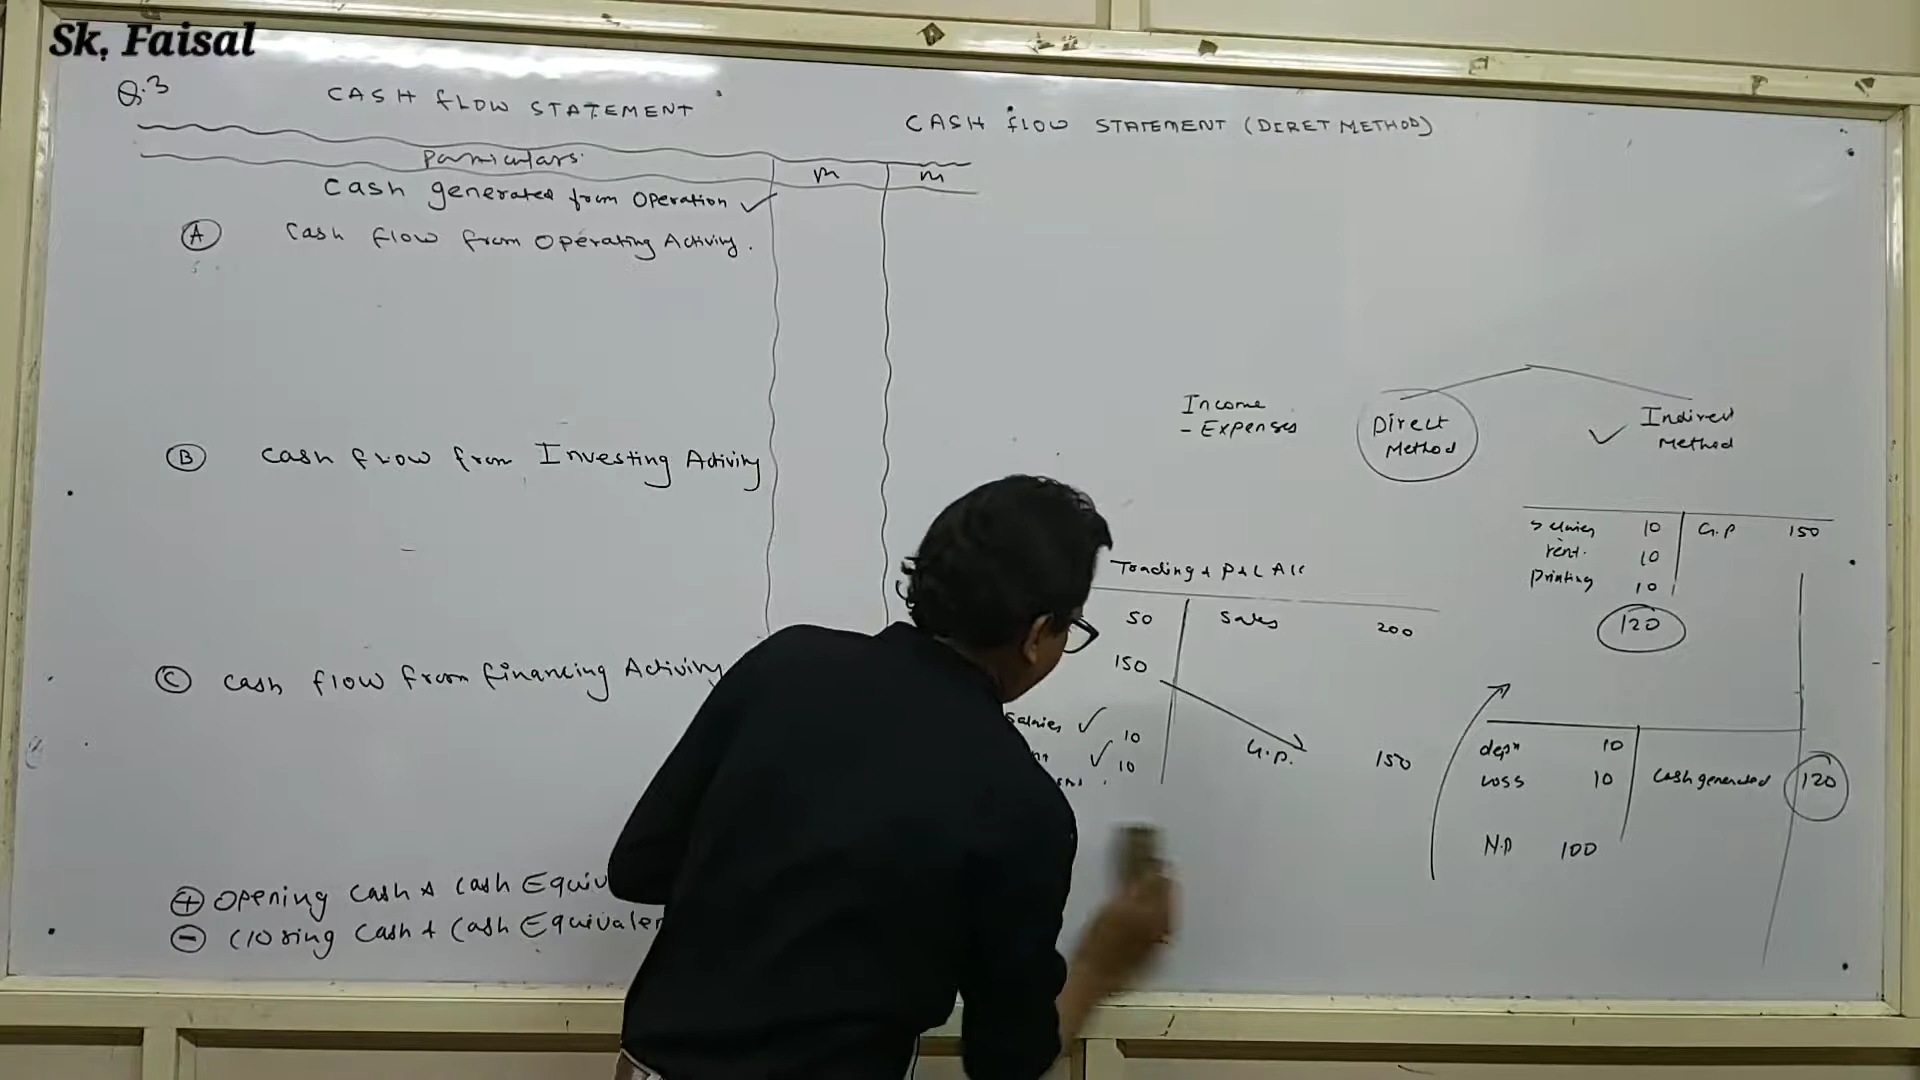 Sk, Faisal
Q.3
CASH FLOW STATEMENT
Particulars
m m
Cash generated from Operation ✓
A Cash flow from Operating Activity.
B Cash flow from Investing Activity
C Cash flow from financing Activity
+ Opening Cash & Cash Equiv
- Closing Cash & Cash Equivalen
CASH flow STATEMENT (DIRET METHOD)
Income
- Expenses
Direct
Method
✓ Indirect
Method
Salaries 10 G.P 150
rent. 10
Printing 10
120
Trading & P&L A/c
50 Sales 200
150
Salaries ✓ 10
✓ 10
G.P. 150
depn 10
Loss 10 Cash generated 120
N.P 100